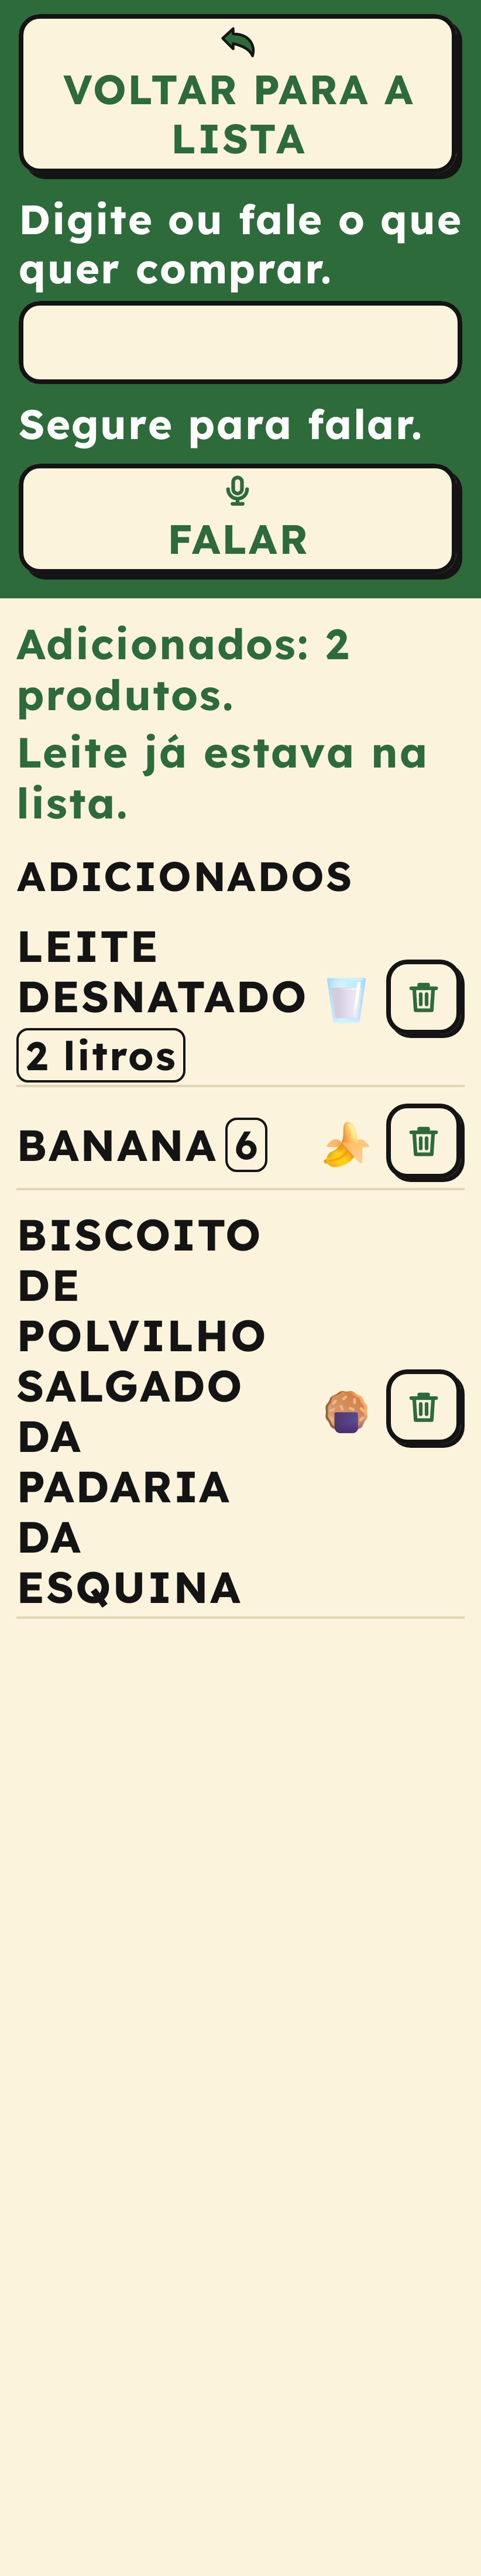 VOLTAR PARA A
LISTA
Digite ou fale o que
quer comprar.
Segure para falar.
FALAR
Adicionados: 2
produtos.
Leite já estava na
lista.
ADICIONADOS
LEITE
DESNATADO
2 litros
BANANA 6
BISCOITO
DE
POLVILHO
SALGADO
DA
PADARIA
DA
ESQUINA